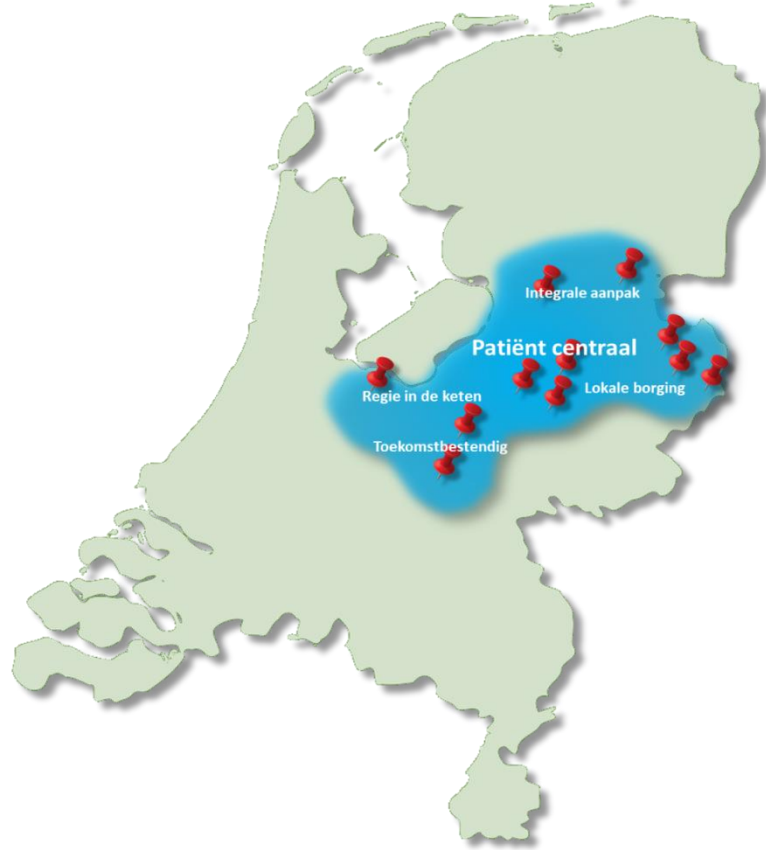 Integrale aanpak
Patiënt centraal
Lokale borging
Regie in de keten
Toekomstbestendig